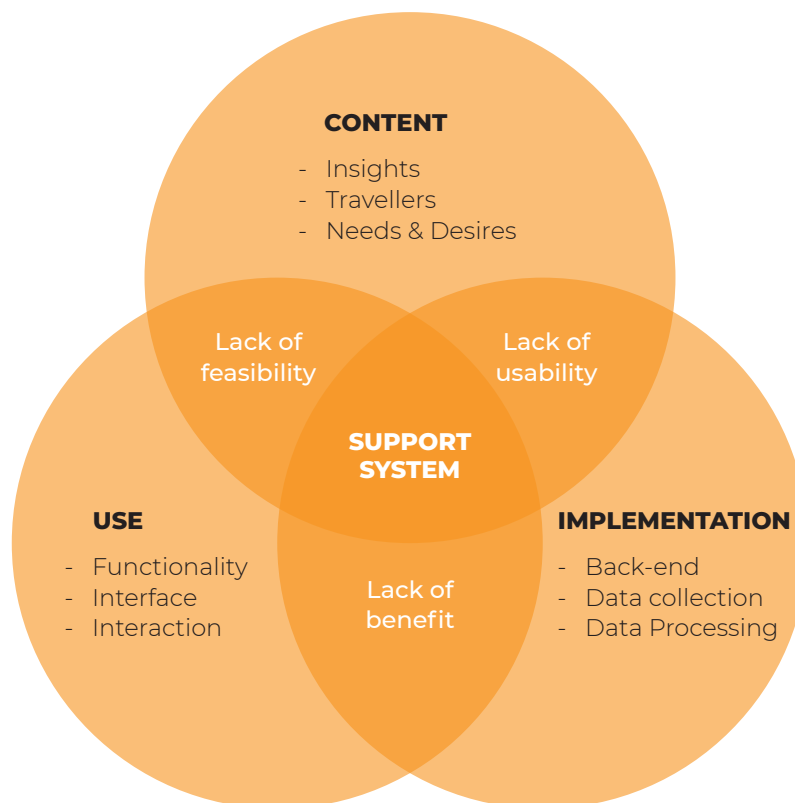 CONTENT
- Insights
- Travellers
- Needs & Desires
Lack of
feasibility
Lack of
usability
SUPPORT
SYSTEM
USE
- Functionality
- Interface
- Interaction
IMPLEMENTATION
- Back-end
- Data collection
- Data Processing
Lack of
benefit